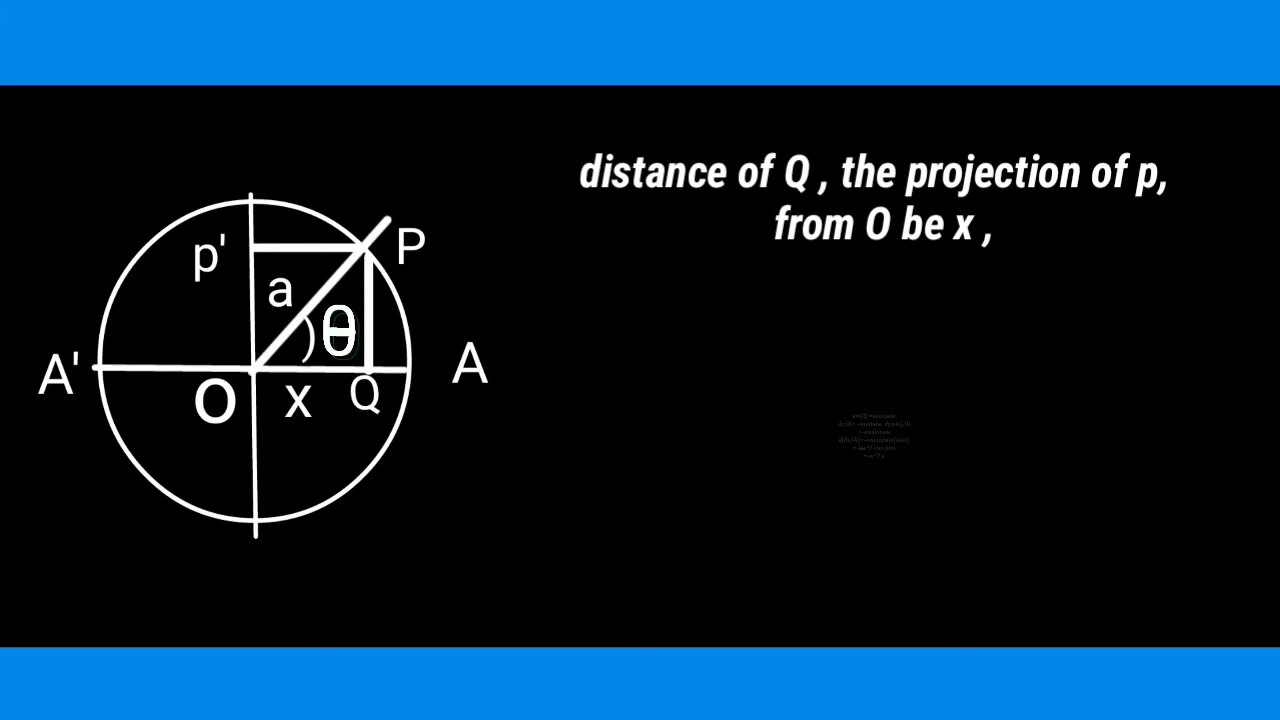 distance of Q , the projection of p,
from O be x ,
p'
P
a
θ
A'
A
O
x
Q